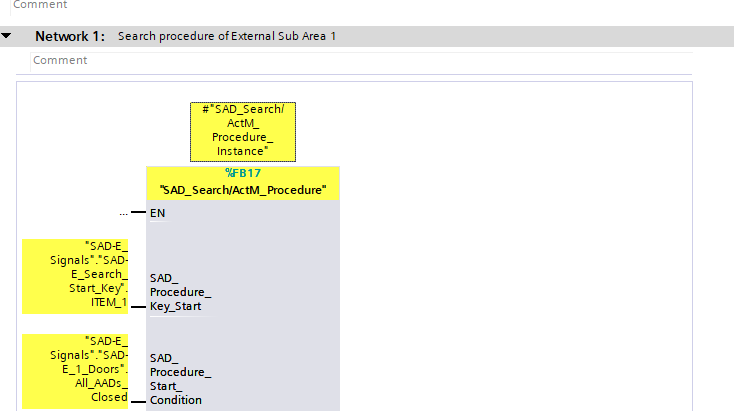 Comment
Network 1: Search procedure of External Sub Area 1
Comment
#"SAD_Search/
ActM_
Procedure_
Instance"
%FB17
"SAD_Search/ActM_Procedure"
... EN
"SAD-E_
Signals"."SAD-
E_Search_
Start_Key".
ITEM_1
SAD_
Procedure_
Key_Start
"SAD-E_
Signals"."SAD-
E_1_Doors".
All_AADs_
Closed
SAD_
Procedure_
Start_
Condition